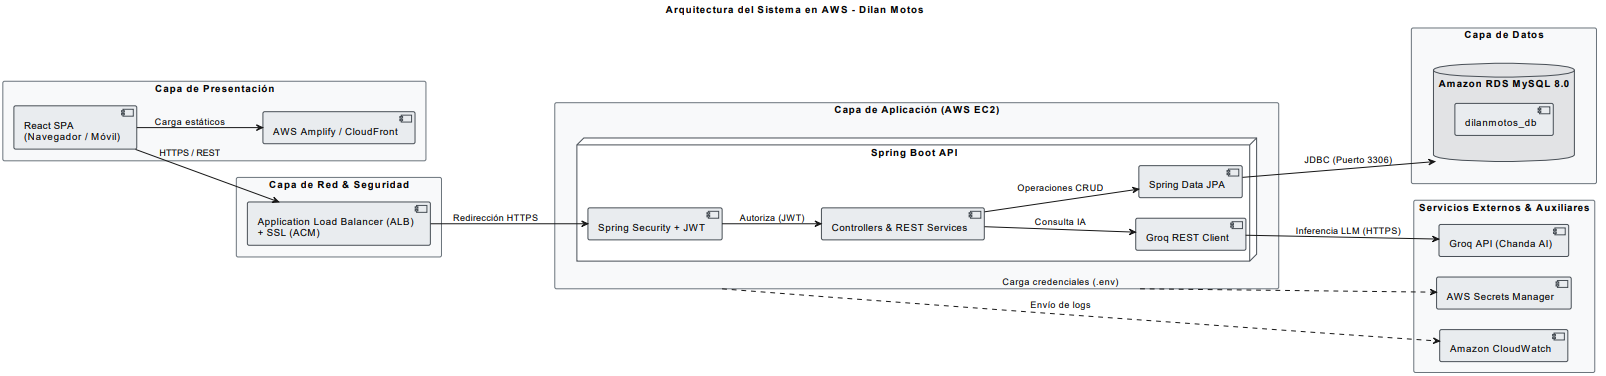 Arquitectura del Sistema en AWS - Dilan Motos
Capa de Presentación
React SPA
(Navegador / Móvil)
Carga estáticos
AWS Amplify / CloudFront
HTTPS / REST
Capa de Red & Seguridad
Application Load Balancer (ALB)
+ SSL (ACM)
Redirección HTTPS
Capa de Aplicación (AWS EC2)
Spring Boot API
Spring Security + JWT
Autoriza (JWT)
Controllers & REST Services
Operaciones CRUD
Spring Data JPA
Consulta IA
Groq REST Client
JDBC (Puerto 3306)
Capa de Datos
Amazon RDS MySQL 8.0
dilanmotos_db
Inferencia LLM (HTTPS)
Servicios Externos & Auxiliares
Groq API (Chanda AI)
Carga credenciales (.env)
AWS Secrets Manager
Envío de logs
Amazon CloudWatch